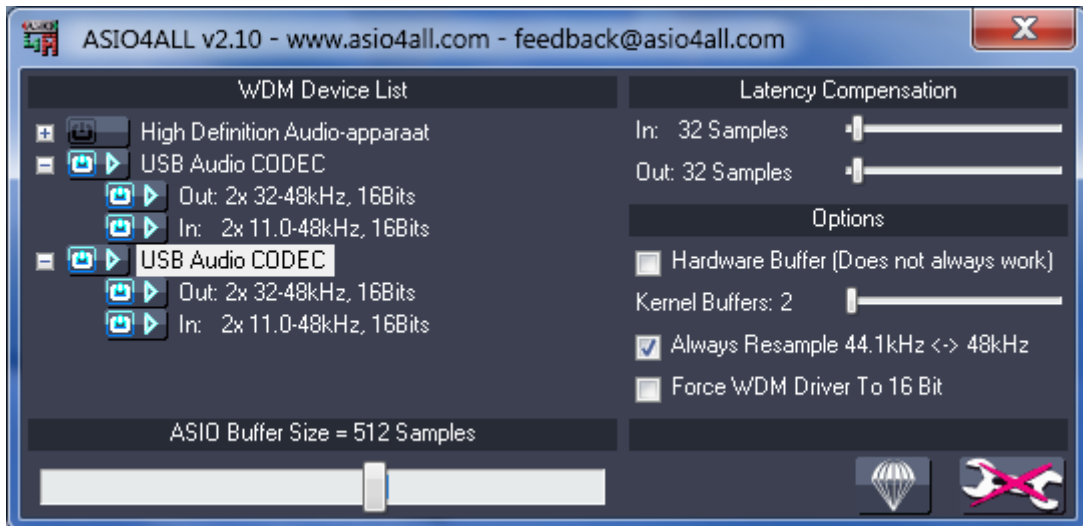 ASIO4ALL v2.10 - www.asio4all.com - feedback@asio4all.com
WDM Device List
High Definition Audio-apparaat
USB Audio CODEC
Out: 2x 32-48kHz, 16Bits
In: 2x 11.0-48kHz, 16Bits
USB Audio CODEC
Out: 2x 32-48kHz, 16Bits
In: 2x 11.0-48kHz, 16Bits
ASIO Buffer Size = 512 Samples
Latency Compensation
In: 32 Samples
Out: 32 Samples
Options
Hardware Buffer (Does not always work)
Kernel Buffers: 2
Always Resample 44.1kHz <-> 48kHz
Force WDM Driver To 16 Bit